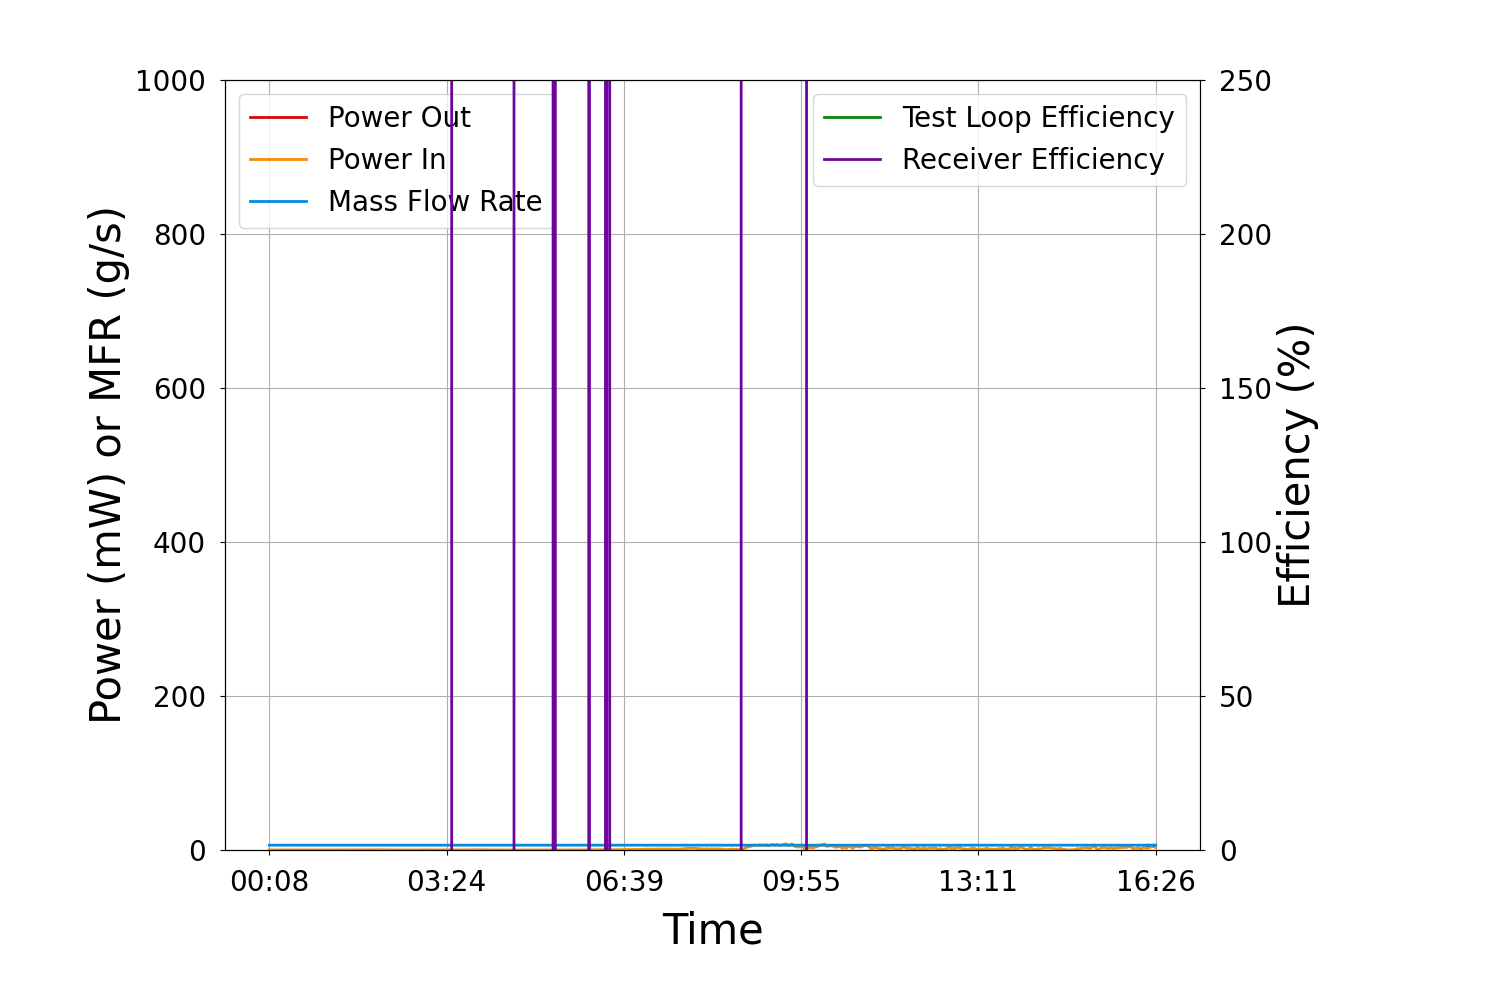 1000
800
600
400
200
0
Power (mW) or MFR (g/s)
Power Out
Power In
Mass Flow Rate
Test Loop Efficiency
Receiver Efficiency
250
200
150
100
50
0
Efficiency (%)
00:08 03:24 06:39 09:55 13:11 16:26
Time